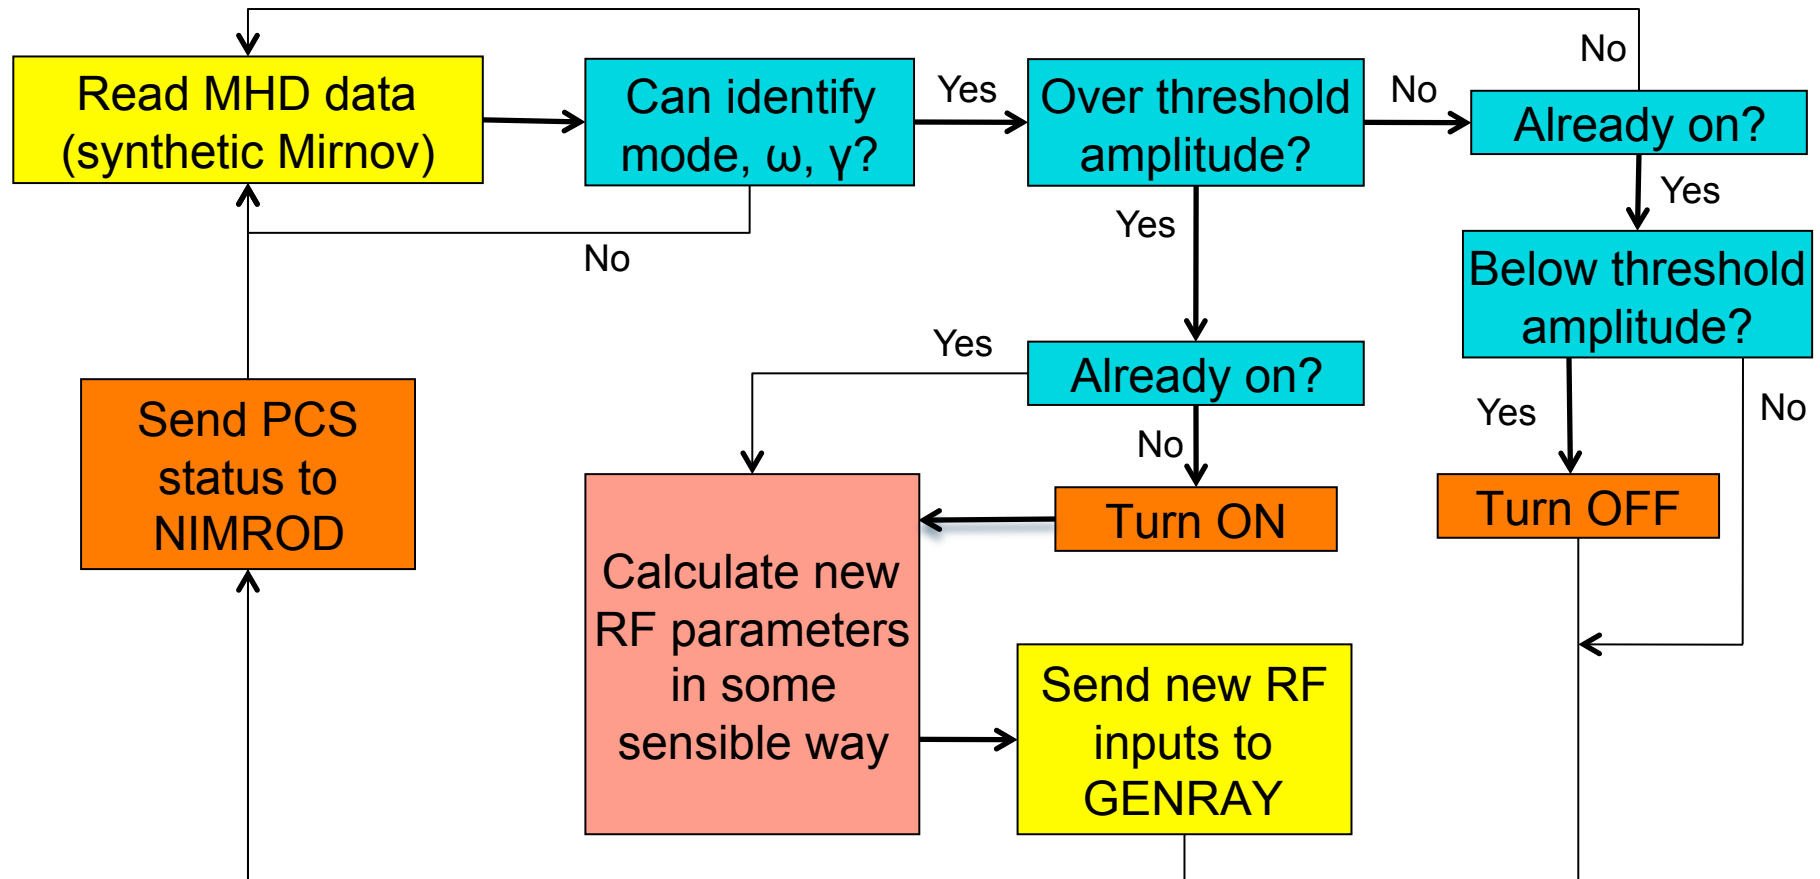 No
Read MHD data
(synthetic Mirnov)
Can identify
mode, ω, γ?
Yes
Over threshold
amplitude?
No
Already on?
No
Yes
Yes
Below threshold
amplitude?
Yes
Already on?
Send PCS
status to
NIMROD
No
Yes
No
Turn ON
Turn OFF
Calculate new
RF parameters
in some
sensible way
Send new RF
inputs to
GENRAY